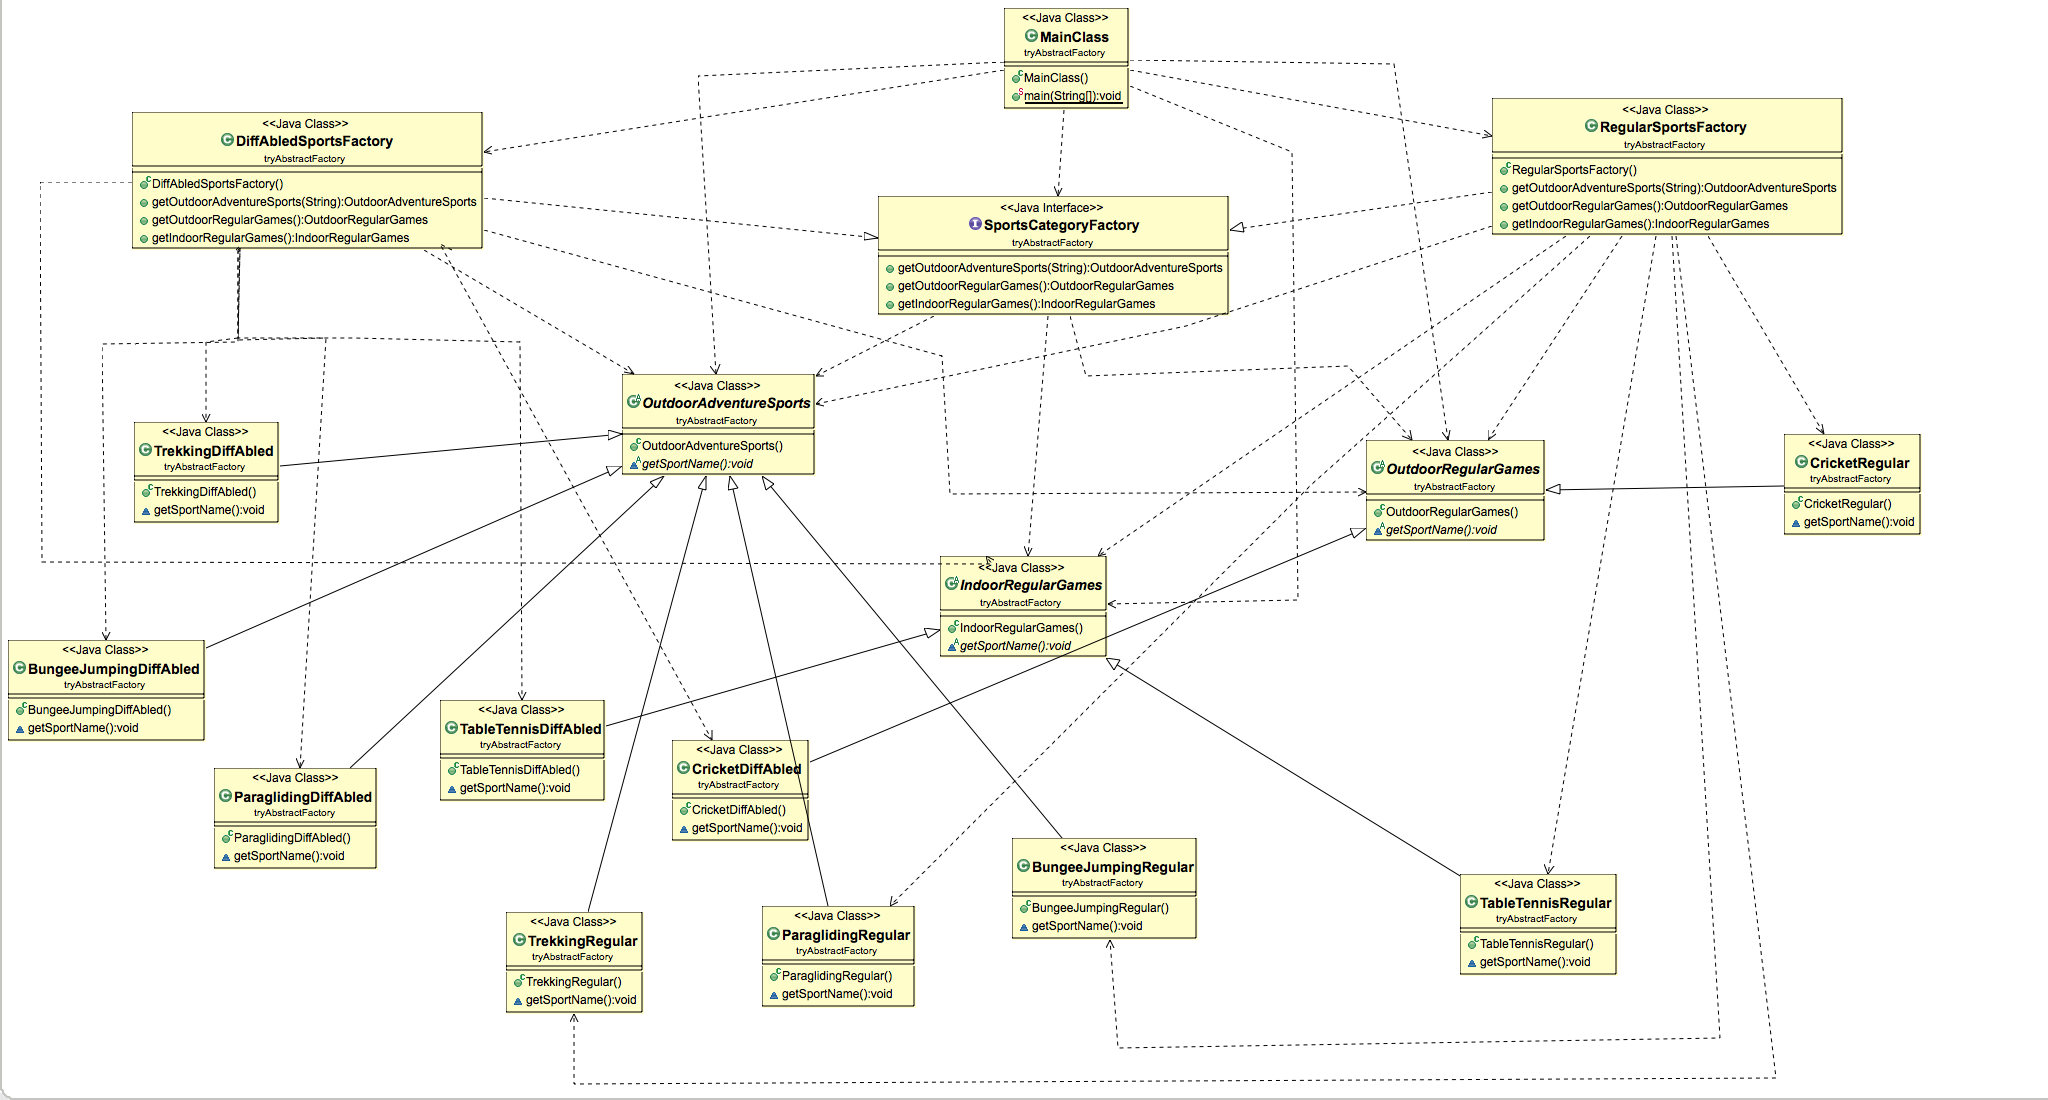 <<Java Class>>
MainClass
tryAbstractFactory
MainClass()
main(String[]):void
<<Java Class>>
DiffAbledSportsFactory
tryAbstractFactory
DiffAbledSportsFactory()
getOutdoorAdventureSports(String):OutdoorAdventureSports
getOutdoorRegularGames():OutdoorRegularGames
getIndoorRegularGames():IndoorRegularGames
<<Java Class>>
RegularSportsFactory
tryAbstractFactory
RegularSportsFactory()
getOutdoorAdventureSports(String):OutdoorAdventureSports
getOutdoorRegularGames():OutdoorRegularGames
getIndoorRegularGames():IndoorRegularGames
<<Java Interface>>
SportsCategoryFactory
tryAbstractFactory
getOutdoorAdventureSports(String):OutdoorAdventureSports
getOutdoorRegularGames():OutdoorRegularGames
getIndoorRegularGames():IndoorRegularGames
<<Java Class>>
OutdoorAdventureSports
tryAbstractFactory
OutdoorAdventureSports()
getSportName():void
<<Java Class>>
TrekkingDiffAbled
tryAbstractFactory
TrekkingDiffAbled()
getSportName():void
<<Java Class>>
OutdoorRegularGames
tryAbstractFactory
OutdoorRegularGames()
getSportName():void
<<Java Class>>
CricketRegular
tryAbstractFactory
CricketRegular()
getSportName():void
<<Java Class>>
IndoorRegularGames
tryAbstractFactory
IndoorRegularGames()
getSportName():void
<<Java Class>>
BungeeJumpingDiffAbled
tryAbstractFactory
BungeeJumpingDiffAbled()
getSportName():void
<<Java Class>>
TableTennisDiffAbled
tryAbstractFactory
TableTennisDiffAbled()
getSportName():void
<<Java Class>>
CricketDiffAbled
tryAbstractFactory
CricketDiffAbled()
getSportName():void
<<Java Class>>
ParaglidingDiffAbled
tryAbstractFactory
ParaglidingDiffAbled()
getSportName():void
<<Java Class>>
BungeeJumpingRegular
tryAbstractFactory
BungeeJumpingRegular()
getSportName():void
<<Java Class>>
TableTennisRegular
tryAbstractFactory
TableTennisRegular()
getSportName():void
<<Java Class>>
TrekkingRegular
tryAbstractFactory
TrekkingRegular()
getSportName():void
<<Java Class>>
ParaglidingRegular
tryAbstractFactory
ParaglidingRegular()
getSportName():void